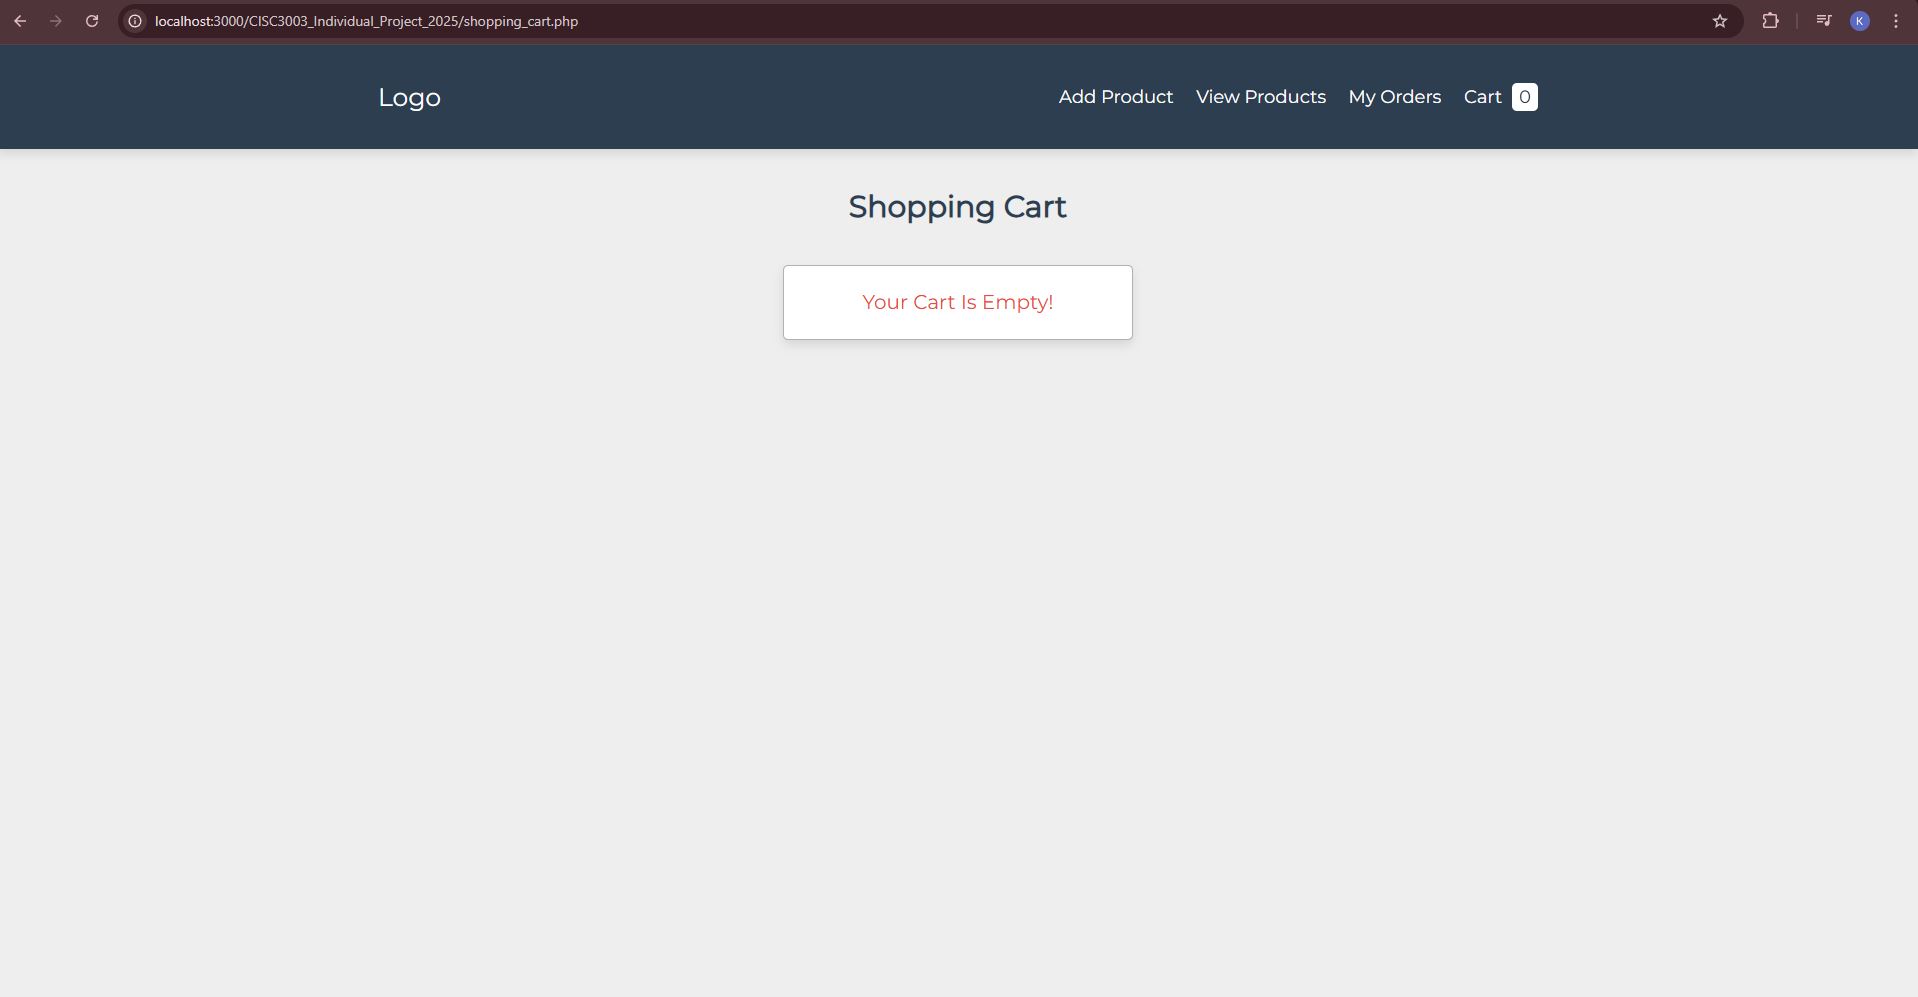 localhost:3000/CISC3003_Individual_Project_2025/shopping_cart.php
K
Logo Add Product View Products My Orders Cart 0
Shopping Cart
Your Cart Is Empty!